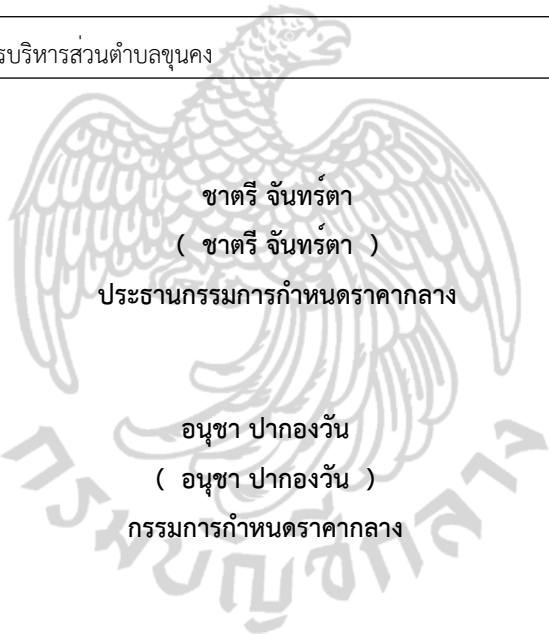 รบริหารส่วนตำบลขุนคง
ชาตรี จันทร์ตา
( ชาตรี จันทร์ตา )
ประธานกรรมการกำหนดราคากลาง
อนุชา ปากองวัน
( อนุชา ปากองวัน )
กรรมการกำหนดราคากลาง
กรมบัญชีกลาง